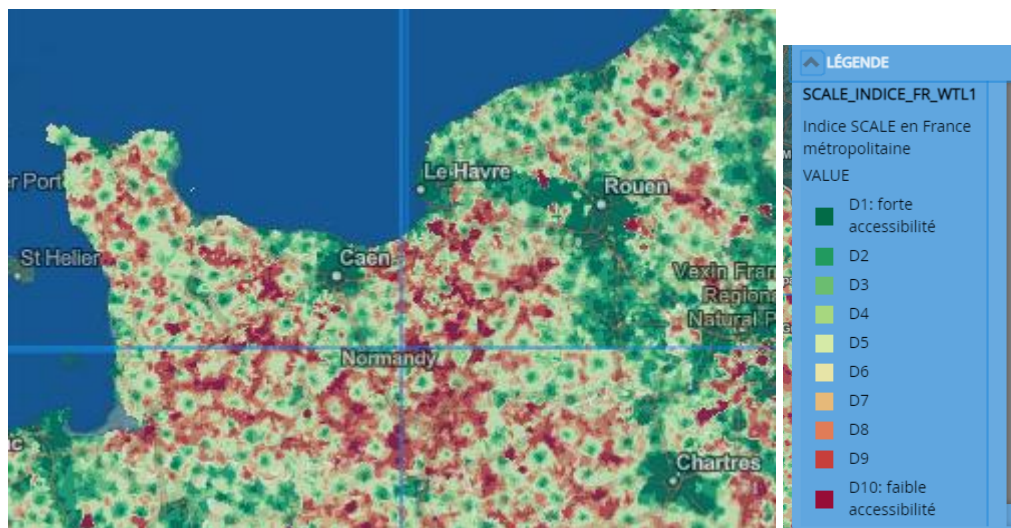 Le Havre
Rouen
er Port
St Helier
Caen
Vexin Fran
Regiona
Natural P
Normandy
Chartres
LÉGENDE
SCALE_INDICE_FR_WTL1
Indice SCALE en France
métropolitaine
VALUE
D1: forte
accessibilité
D2
D3
D4
D5
D6
D7
D8
D9
D10: faible
accessibilité